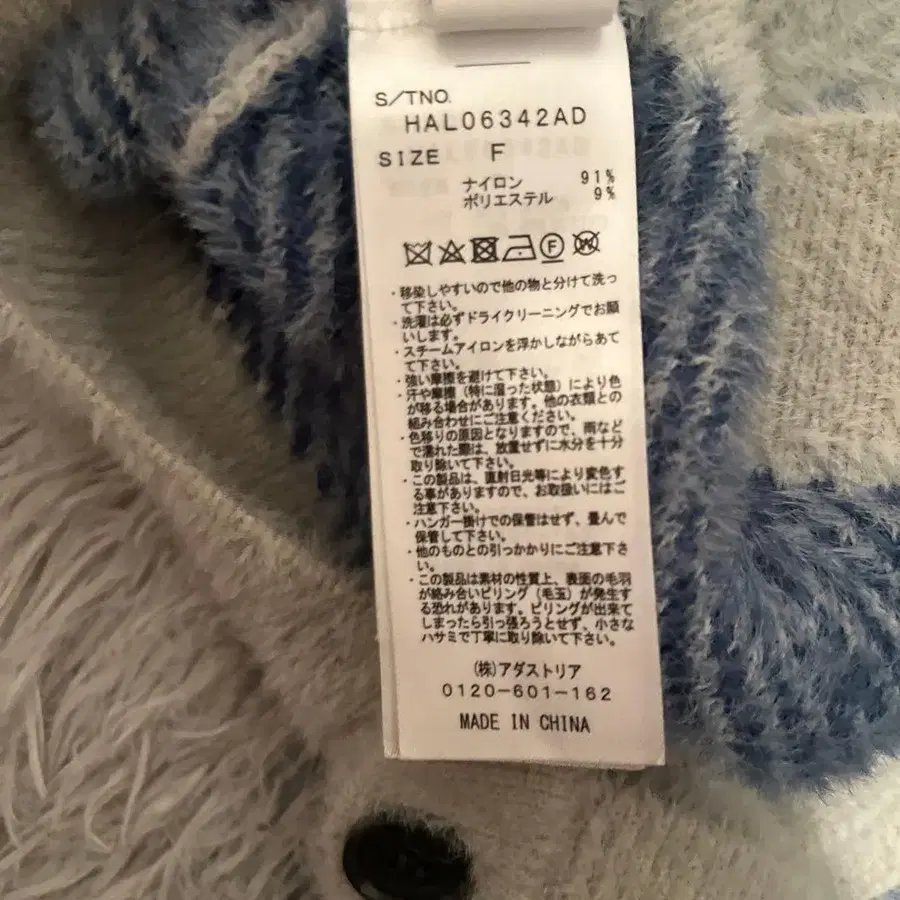 S/TNO.
HAL06342AD
SIZE F
ナイロン 91%
ポリエステル 9%
F W
・移染しやすいので他の物と分けて洗っ
て下さい。
・洗濯は必ずドライクリーニングでお願
いします。
・スチームアイロンを浮かしながらあて
て下さい。
・強い摩擦を避けて下さい。
・汗や摩擦（特に湿った状態）により色
が移る場合があります。他の衣類との
組み合わせにご注意ください。
・色移りの原因となりますので、雨など
で濡れた際は、放置せずに水分を十分
取り除いて下さい。
・この製品は、直射日光等により変色す
る事がありますので、お取扱いにはご
注意下さい。
・ハンガー掛けでの保管はせず、畳んで
保管して下さい。
・他のものとの引っかかりにご注意下さ
い。
・この製品は素材の性質上、表面の毛羽
が絡み合いピリング（毛玉）が発生す
る恐れがあります。ピリングが出来て
しまったら引っ張ろうとせず、小さな
ハサミで丁寧に取り除いて下さい。
(株)アダストリア
0120-601-162
MADE IN CHINA